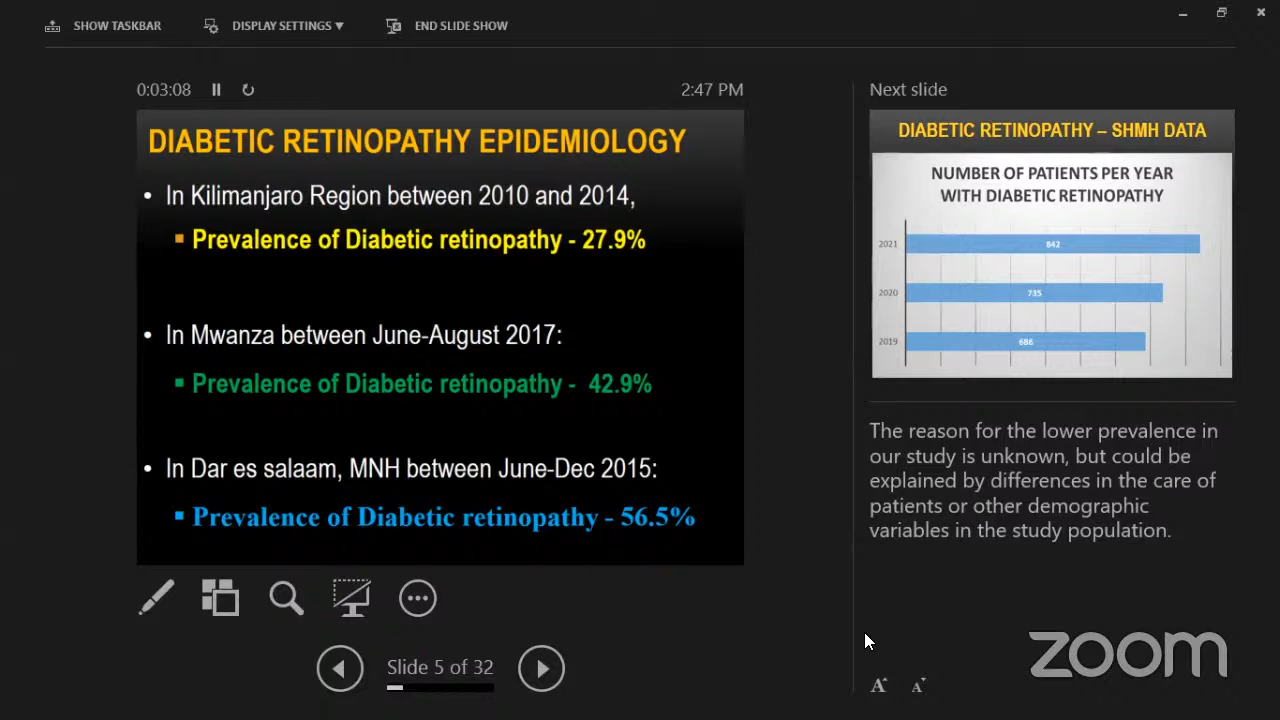 SHOW TASKBAR
DISPLAY SETTINGS ▼
END SLIDE SHOW
0:03:08
2:47 PM
DIABETIC RETINOPATHY EPIDEMIOLOGY
• In Kilimanjaro Region between 2010 and 2014,
▪ Prevalence of Diabetic retinopathy - 27.9%
• In Mwanza between June-August 2017:
▪ Prevalence of Diabetic retinopathy - 42.9%
• In Dar es salaam, MNH between June-Dec 2015:
▪ Prevalence of Diabetic retinopathy - 56.5%
Slide 5 of 32
Next slide
DIABETIC RETINOPATHY – SHMH DATA
NUMBER OF PATIENTS PER YEAR
WITH DIABETIC RETINOPATHY
2021
842
2020
735
2019
686
The reason for the lower prevalence in
our study is unknown, but could be
explained by differences in the care of
patients or other demographic
variables in the study population.
A A
zoom